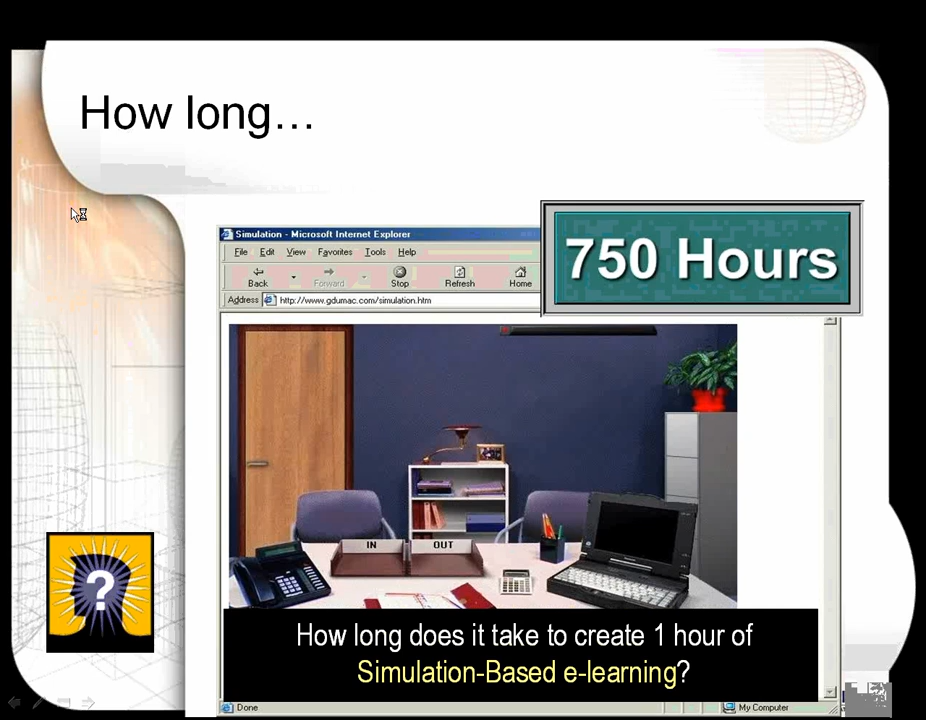 How long…
750 Hours
Simulation - Microsoft Internet Explorer
File Edit View Favorites Tools Help
Back Forward Stop Refresh Home
Address http://www.gdumac.com/simulation.htm
IN OUT
?
How long does it take to create 1 hour of
Simulation-Based e-learning?
Done My Computer